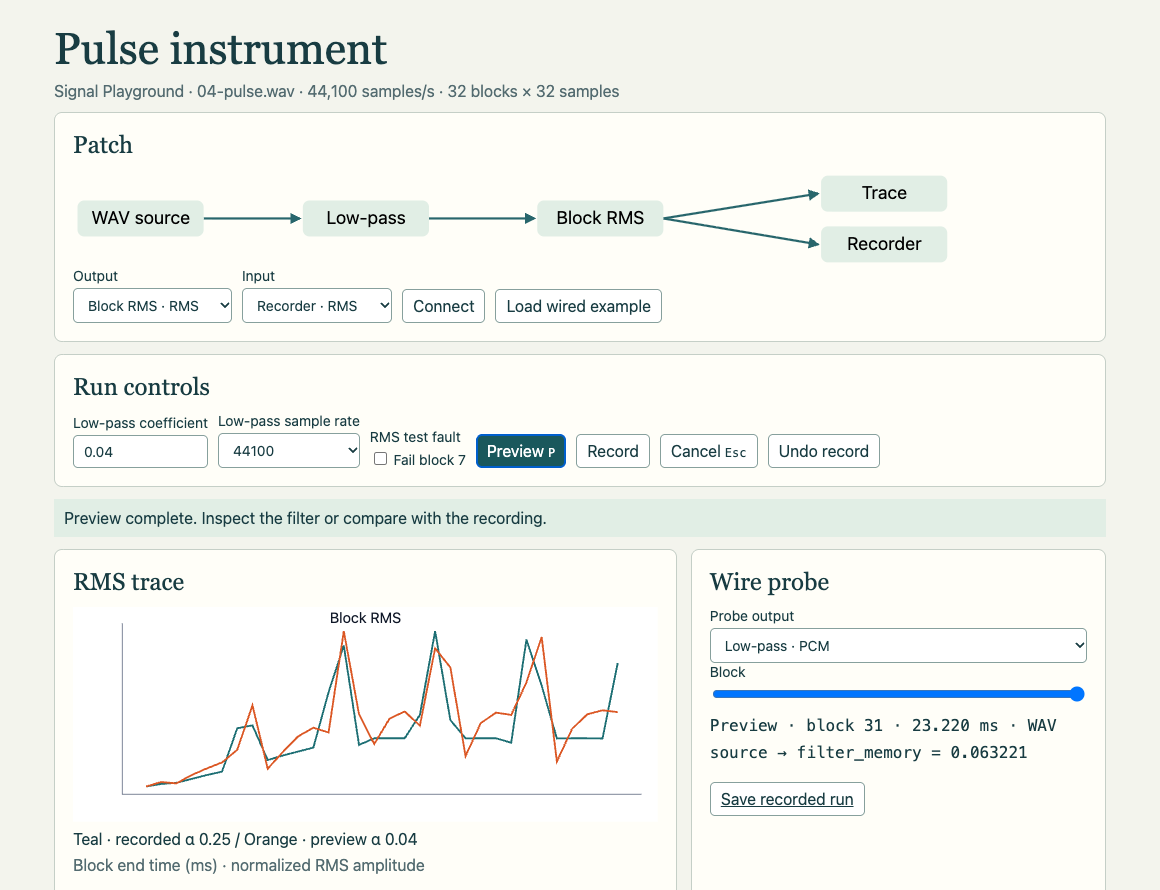 Pulse instrument
Signal Playground · 04-pulse.wav · 44,100 samples/s · 32 blocks × 32 samples
Patch
WAV source
Low-pass
Block RMS
Trace
Recorder
Output
Input
Block RMS · RMS
Recorder · RMS
Connect
Load wired example
Run controls
Low-pass coefficient
Low-pass sample rate
RMS test fault
0.04
44100
Fail block 7
Preview P
Record
Cancel Esc
Undo record
Preview complete. Inspect the filter or compare with the recording.
RMS trace
Block RMS
Teal · recorded α 0.25 / Orange · preview α 0.04
Block end time (ms) · normalized RMS amplitude
Wire probe
Probe output
Low-pass · PCM
Block
Preview · block 31 · 23.220 ms · WAV
source → filter_memory = 0.063221
Save recorded run